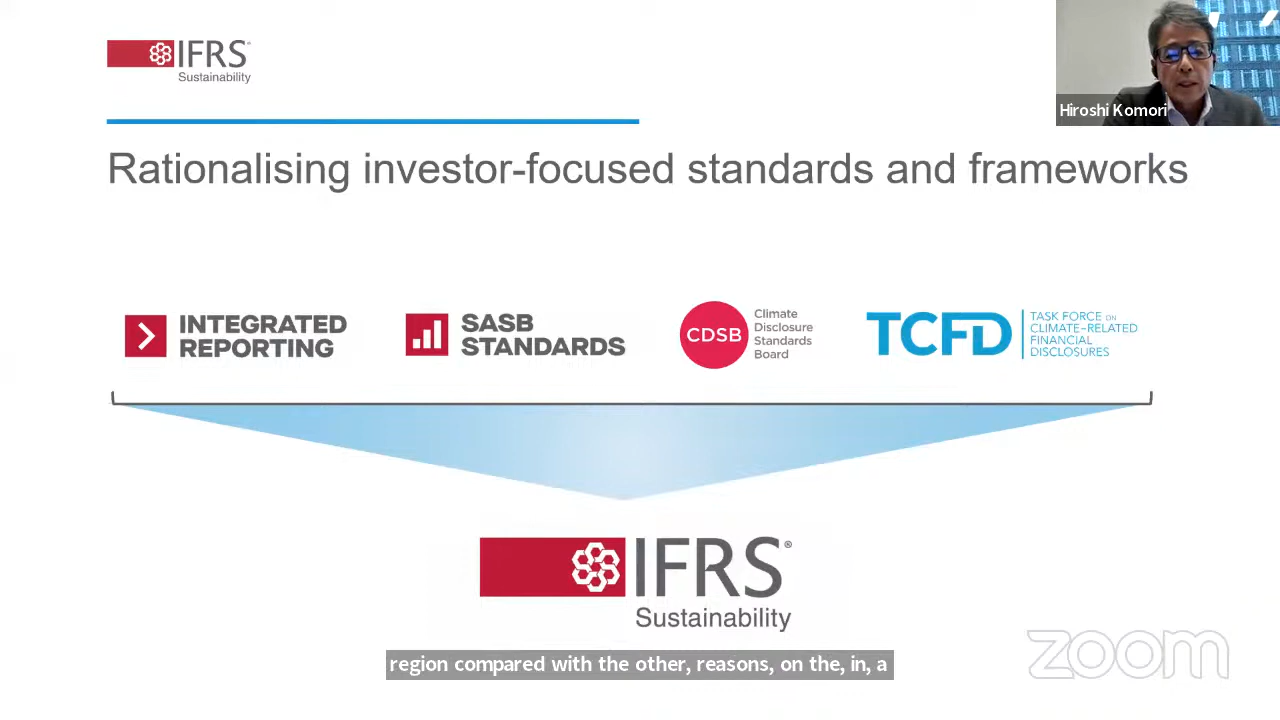 IFRS®
Sustainability
Hiroshi Komori
Rationalising investor-focused standards and frameworks
INTEGRATED
REPORTING
SASB
STANDARDS
CDSB
Climate
Disclosure
Standards
Board
TCFD
TASK FORCE ON
CLIMATE-RELATED
FINANCIAL
DISCLOSURES
IFRS®
Sustainability
region compared with the other, reasons, on the, in, a
zoom